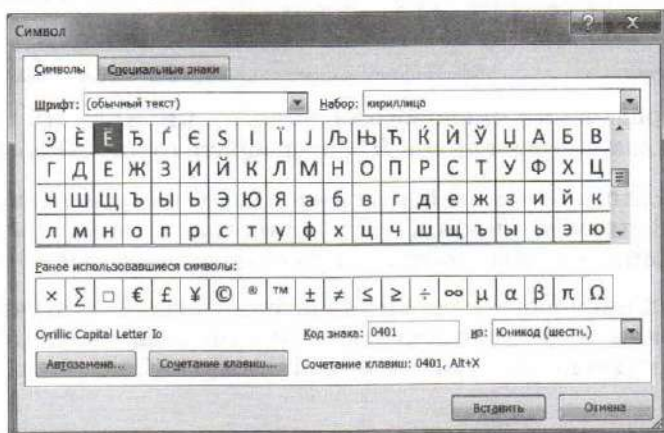 Символ
? X
Символы Специальные знаки
Шрифт: (обычный текст) Набор: кириллица
Э Ѐ Ё Ђ Ѓ Є Ѕ І Ї Ј Љ Њ Ћ Ќ Ѝ Ў Џ А Б В
Г Д Е Ж З И Й К Л М Н О П Р С Т У Ф Х Ц
Ч Ш Щ Ъ Ы Ь Э Ю Я а б в г д е ж з и й к
л м н о п р с т у ф х ц ч ш щ ъ ы ь э ю
Ранее использовавшиеся символы:
× ∑ □ € £ ¥ © ® ™ ± ≠ ≤ ≥ ÷ ∞ µ α β π Ω
Cyrillic Capital Letter Io Код знака: 0401 из: Юникод (шестн.)
Автозамена... Сочетание клавиш... Сочетание клавиш: 0401, Alt+X
Вставить Отмена